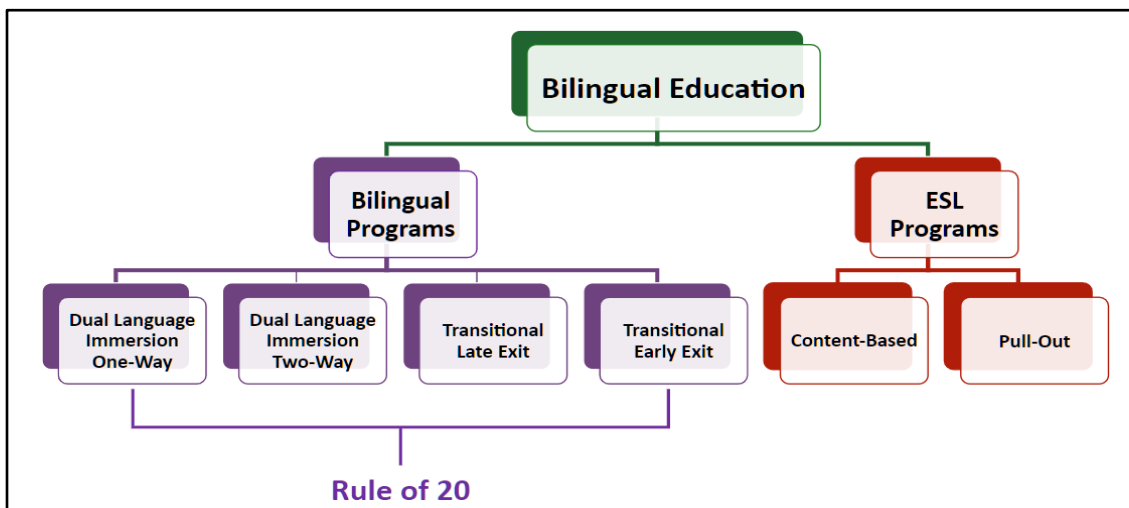 Bilingual Education
Bilingual
Programs
ESL
Programs
Dual Language
Immersion
One-Way
Dual Language
Immersion
Two-Way
Transitional
Late Exit
Transitional
Early Exit
Content-Based
Pull-Out
Rule of 20